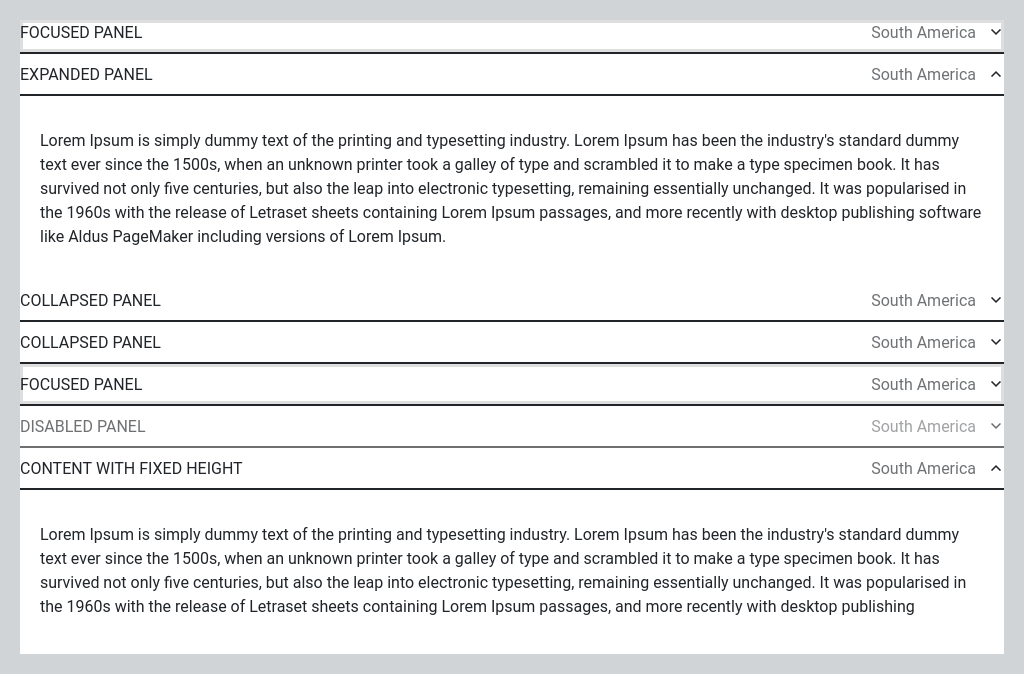 FOCUSED PANEL South America
EXPANDED PANEL South America
Lorem Ipsum is simply dummy text of the printing and typesetting industry. Lorem Ipsum has been the industry's standard dummy
text ever since the 1500s, when an unknown printer took a galley of type and scrambled it to make a type specimen book. It has
survived not only five centuries, but also the leap into electronic typesetting, remaining essentially unchanged. It was popularised in
the 1960s with the release of Letraset sheets containing Lorem Ipsum passages, and more recently with desktop publishing software
like Aldus PageMaker including versions of Lorem Ipsum.
COLLAPSED PANEL South America
COLLAPSED PANEL South America
FOCUSED PANEL South America
DISABLED PANEL South America
CONTENT WITH FIXED HEIGHT South America
Lorem Ipsum is simply dummy text of the printing and typesetting industry. Lorem Ipsum has been the industry's standard dummy
text ever since the 1500s, when an unknown printer took a galley of type and scrambled it to make a type specimen book. It has
survived not only five centuries, but also the leap into electronic typesetting, remaining essentially unchanged. It was popularised in
the 1960s with the release of Letraset sheets containing Lorem Ipsum passages, and more recently with desktop publishing